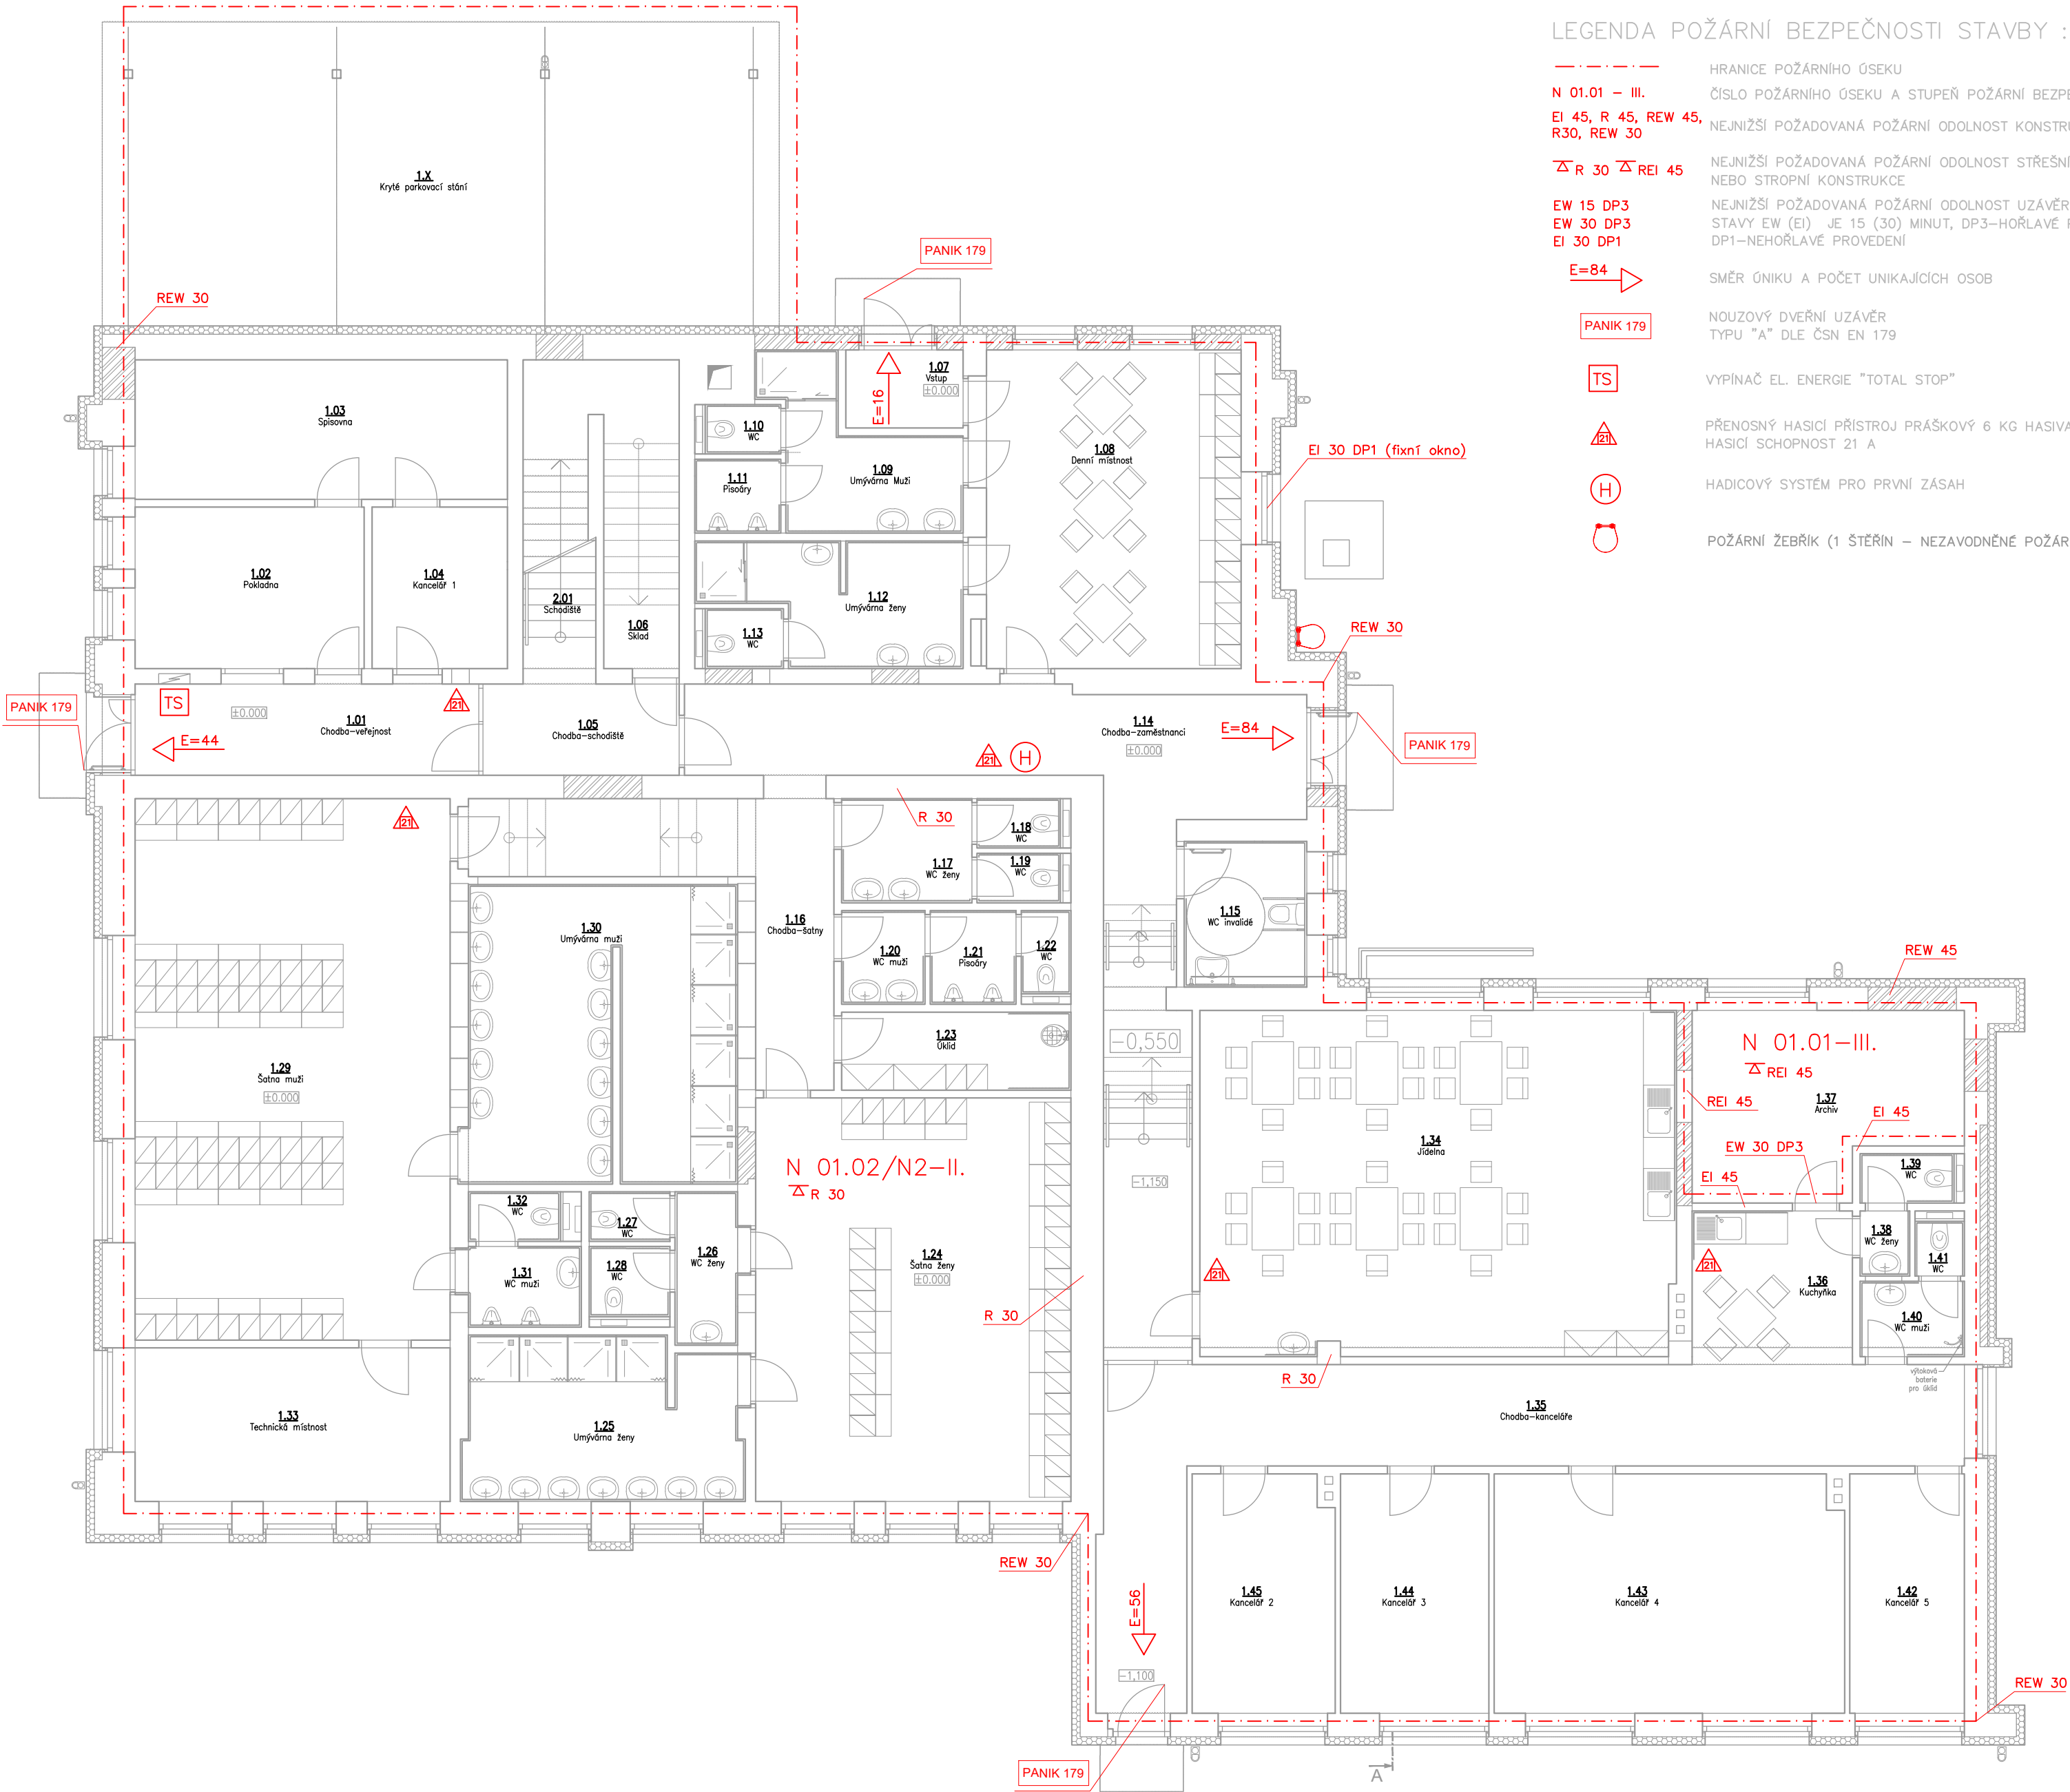 LEGENDA POŽÁRNÍ BEZPEČNOSTI STAVBY :
HRANICE POŽÁRNÍHO ÚSEKU
N 01.01 – III.
ČÍSLO POŽÁRNÍHO ÚSEKU A STUPEŇ POŽÁRNÍ
EI 45, R 45, REW 45,
R30, REW 30
NEJNIŽŠÍ POŽADOVANÁ POŽÁRNÍ ODOLNOST
R 30 REI 45
NEJNIŽŠÍ POŽADOVANÁ POŽÁRNÍ ODOLNOST STŘEŠNÍ
NEBO STROPNÍ KONSTRUKCE
EW 15 DP3
EW 30 DP3
EI 30 DP1
NEJNIŽŠÍ POŽADOVANÁ POŽÁRNÍ ODOLNOST UZÁVĚR
STAVY EW (EI) JE 15 (30) MINUT, DP3–HOŘLAVÉ
DP1–NEHOŘLAVÉ PROVEDENÍ
E=84
SMĚR ÚNIKU A POČET UNIKAJÍCÍCH OSOB
PANIK 179
NOUZOVÝ DVEŘNÍ UZÁVĚR
TYPU "A" DLE ČSN EN 179
TS
VYPÍNAČ EL. ENERGIE "TOTAL STOP"
21
PŘENOSNÝ HASICÍ PŘÍSTROJ PRÁŠKOVÝ 6 KG
HASICÍ SCHOPNOST 21 A
H
HADICOVÝ SYSTÉM PRO PRVNÍ ZÁSAH
POŽÁRNÍ ŽEBŘÍK (1 ŠTĚŘÍN – NEZAVODNĚNÉ
1.X
Kryté parkovací stání
PANIK 179
REW 30
1.03
Spisovna
1.07
Vstup
±0.000
E=16
1.10
WC
1.11
Pisoáry
1.09
Umývárna Muži
1.08
Denní místnost
EI 30 DP1 (fixní okno)
1.02
Pokladna
1.04
Kancelář 1
2.01
Schodiště
1.06
Sklad
1.12
Umývárna ženy
1.13
WC
REW 30
PANIK 179
TS
±0.000
1.01
Chodba–veřejnost
E=44
21
1.05
Chodba–schodiště
1.14
Chodba–zaměstnanci
±0.000
E=84
21
H
PANIK 179
21
R 30
1.18
WC
1.17
WC ženy
1.19
WC
1.15
WC invalidé
1.16
Chodba–šatny
1.30
Umývárna muži
1.20
WC muži
1.21
Pisoáry
1.22
WC
REW 45
1.23
Úklid
−0,550
N 01.01–III.
REI 45
1.29
Šatna muži
±0.000
REI 45
1.37
Archiv
EI 45
1.34
Jídelna
EW 30 DP3
N 01.02/N2–II.
R 30
−1,150
EI 45
1.39
WC
1.32
WC
1.27
WC
1.26
WC ženy
1.24
Šatna ženy
±0.000
1.38
WC ženy
1.41
WC
1.31
WC muži
1.28
WC
21
21
1.36
Kuchyňka
R 30
1.40
WC muži
R 30
výtoková
baterie
pro úklid
1.33
Technická místnost
1.25
Umývárna ženy
1.35
Chodba–kanceláře
REW 30
E=56
1.45
Kancelář 2
1.44
Kancelář 3
1.43
Kancelář 4
1.42
Kancelář 5
−1,100
REW 30
PANIK 179
A